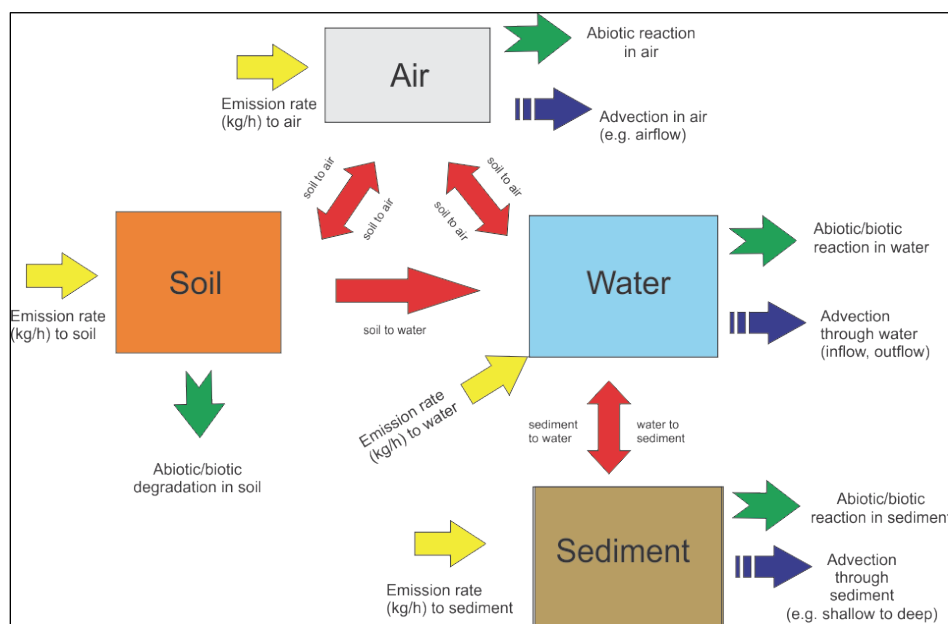 Air
Emission rate
(kg/h) to air
Abiotic reaction
in air
Advection in air
(e.g. airflow)
soil to air
soil to air
soil to air
soil to air
Soil
Emission rate
(kg/h) to soil
soil to water
Water
Abiotic/biotic
reaction in water
Advection
through water
(inflow, outflow)
Emission rate
(kg/h) to water
Abiotic/biotic
degradation in soil
sediment
to water
water to
sediment
Sediment
Emission rate
(kg/h) to sediment
Abiotic/biotic
reaction in sediment
Advection
through
sediment
(e.g. shallow to deep)